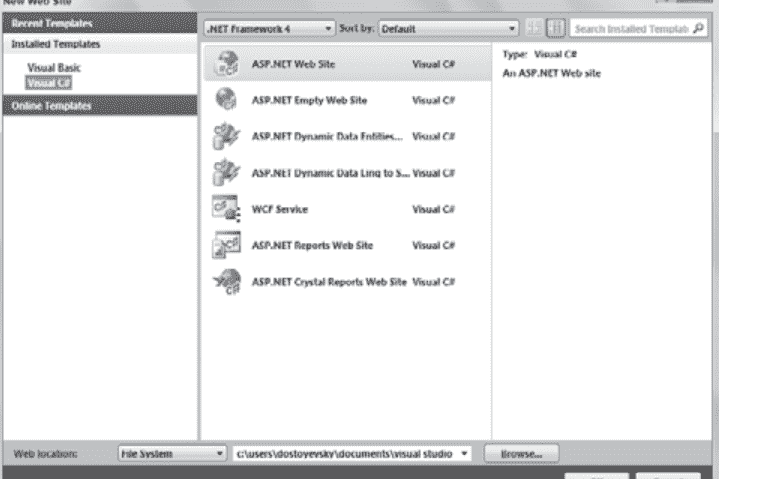 New Web Site
Recent Templates
Installed Templates
Visual Basic
Visual C#
Online Templates
.NET Framework 4
Sort by: Default
Search Installed Templab
ASP.NET Web Site Visual C#
ASP.NET Empty Web Site Visual C#
ASP.NET Dynamic Data Entities... Visual C#
ASP.NET Dynamic Data Linq to S... Visual C#
WCF Service Visual C#
ASP.NET Reports Web Site Visual C#
ASP.NET Crystal Reports Web Site Visual C#
Type: Visual C#
An ASP.NET Web site
Web location: File System c:\users\dostoyevsky\documents\visual studio Browse...